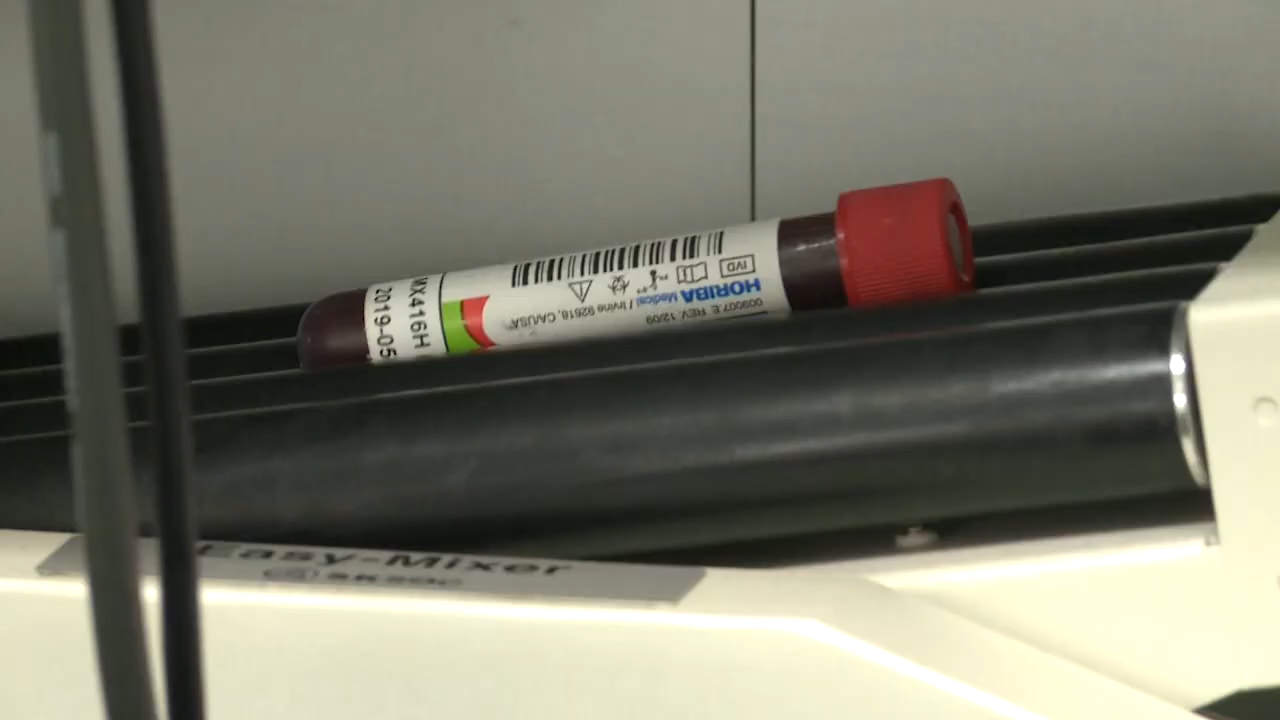 MX416H
2019-05
IVD
HORIBA Medical
Irvine 92618, CA/USA
009007.E REV. 12/09
Easy-Mixer